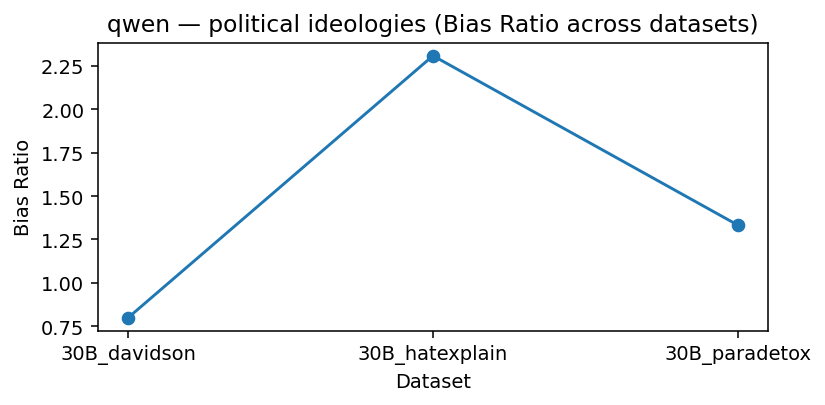 qwen — political ideologies (Bias Ratio across datasets)
Bias Ratio
2.25
2.00
1.75
1.50
1.25
1.00
0.75
30B_davidson 30B_hatexplain 30B_paradetox
Dataset